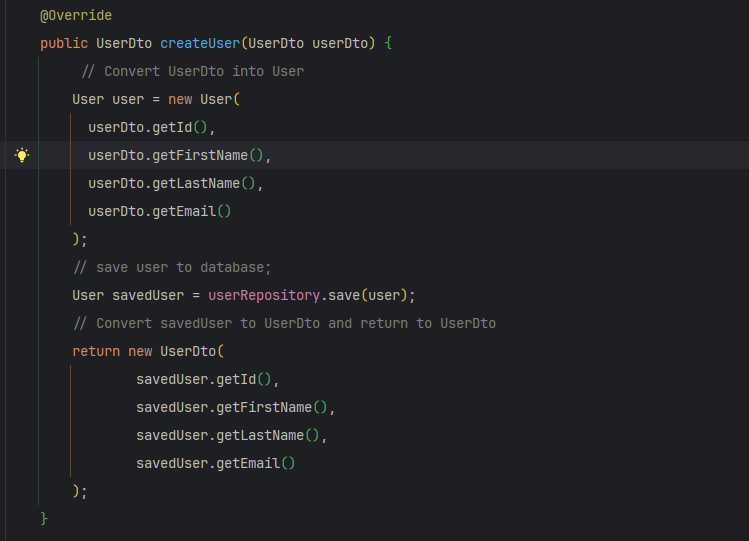 @Override
public UserDto createUser(UserDto userDto) {
// Convert UserDto into User
User user = new User(
userDto.getId(),
userDto.getFirstName(),
userDto.getLastName(),
userDto.getEmail()
);
// save user to database;
User savedUser = userRepository.save(user);
// Convert savedUser to UserDto and return to UserDto
return new UserDto(
savedUser.getId(),
savedUser.getFirstName(),
savedUser.getLastName(),
savedUser.getEmail()
);
}